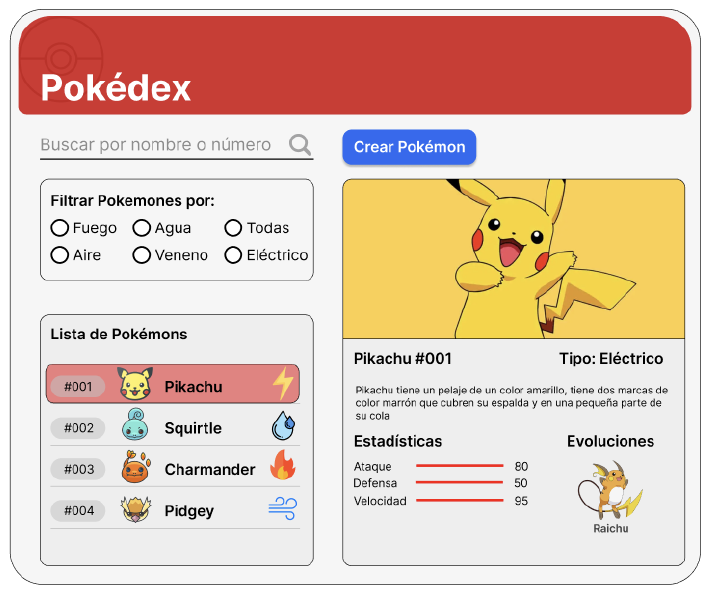 Pokédex
Buscar por nombre o número
Crear Pokémon
Filtrar Pokemones por:
Fuego Agua Todas
Aire Veneno Eléctrico
Lista de Pokémons
#001 Pikachu
#002 Squirtle
#003 Charmander
#004 Pidgey
Pikachu #001 Tipo: Eléctrico
Pikachu tiene un pelaje de un color amarillo, tiene dos marcas de
color marrón que cubren su espalda y en una pequeña parte de
su cola
Estadísticas Evoluciones
Ataque 80
Defensa 50
Velocidad 95
Raichu